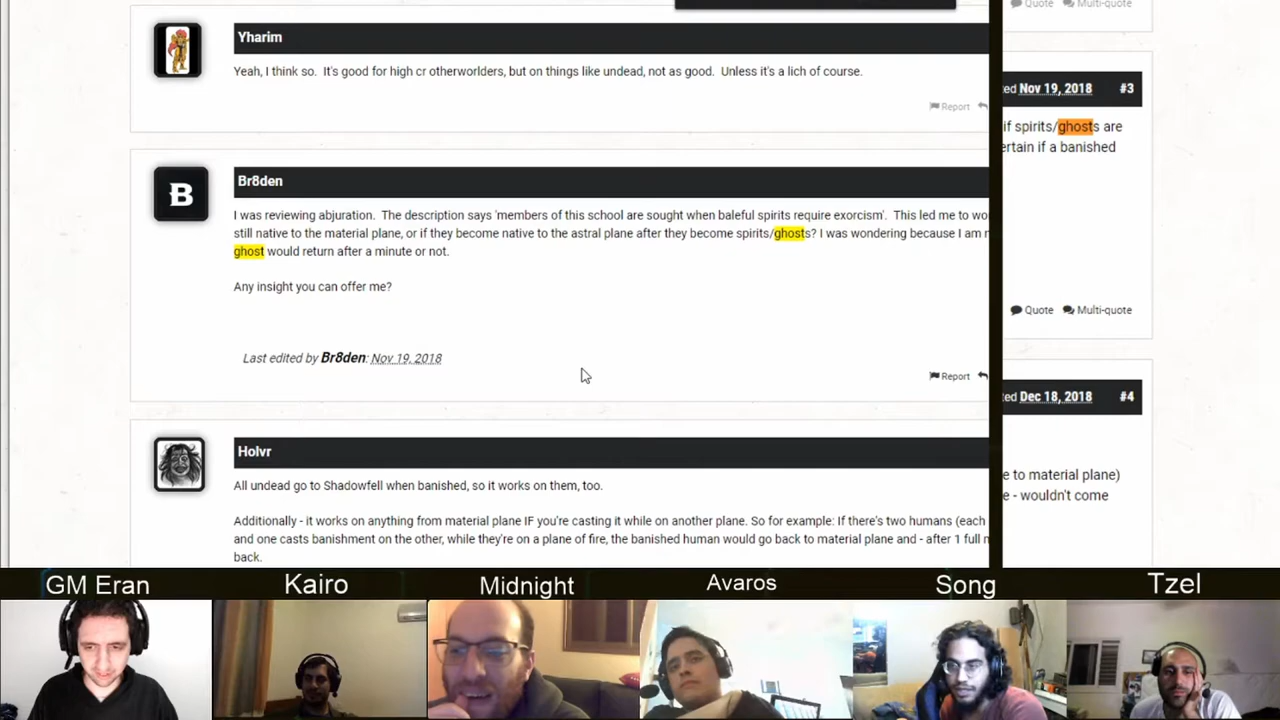 Quote Multi-quote
Yharim
Yeah, I think so. It's good for high cr otherworlders, but on things like undead, not as good. Unless it's a lich of course.
Report
ed Nov 19, 2018 #3
if spirits/ghosts are
ertain if a banished
B
Br8den
I was reviewing abjuration. The description says 'members of this school are sought when baleful spirits require exorcism'. This led me to wo
still native to the material plane, or if they become native to the astral plane after they become spirits/ghosts? I was wondering because I am n
ghost would return after a minute or not.
Any insight you can offer me?
Quote Multi-quote
Last edited by Br8den: Nov 19, 2018
Report
ed Dec 18, 2018 #4
Holvr
All undead go to Shadowfell when banished, so it works on them, too.
e to material plane)
e - wouldn't come
Additionally - it works on anything from material plane IF you're casting it while on another plane. So for example: If there's two humans (each
and one casts banishment on the other, while they're on a plane of fire, the banished human would go back to material plane and - after 1 full m
back.
GM Eran Kairo Midnight Avaros Song Tzel